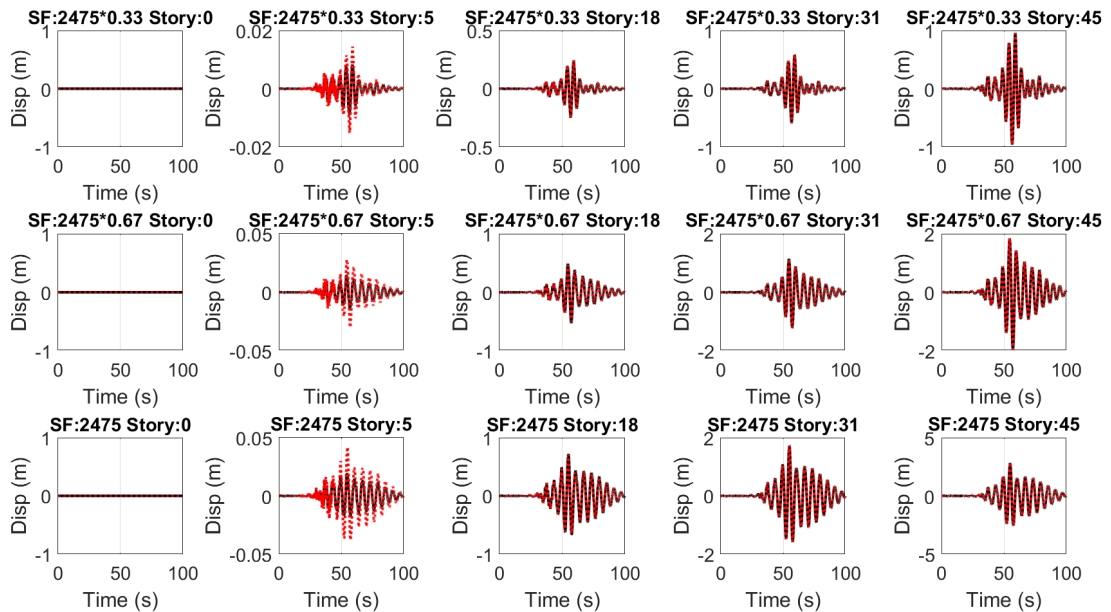 SF:2475*0.33 Story:0 SF:2475*0.33 Story:5 SF:2475*0.33 Story:18 SF:2475*0.33 Story:31 SF:2475*0.33 Story:45
1 0.02 0.5 1 1
Disp (m) Disp (m) Disp (m) Disp (m) Disp (m)
0 0 0 0 0
-1 -0.02 -0.5 -1 -1
0 50 100 0 50 100 0 50 100 0 50 100 0 50 100
Time (s) Time (s) Time (s) Time (s) Time (s)
SF:2475*0.67 Story:0 SF:2475*0.67 Story:5 SF:2475*0.67 Story:18 SF:2475*0.67 Story:31 SF:2475*0.67 Story:45
1 0.05 1 2 2
Disp (m) Disp (m) Disp (m) Disp (m) Disp (m)
0 0 0 0 0
-1 -0.05 -1 -2 -2
0 50 100 0 50 100 0 50 100 0 50 100 0 50 100
Time (s) Time (s) Time (s) Time (s) Time (s)
SF:2475 Story:0 SF:2475 Story:5 SF:2475 Story:18 SF:2475 Story:31 SF:2475 Story:45
1 0.05 1 2 5
Disp (m) Disp (m) Disp (m) Disp (m) Disp (m)
0 0 0 0 0
-1 -0.05 -1 -2 -5
0 50 100 0 50 100 0 50 100 0 50 100 0 50 100
Time (s) Time (s) Time (s) Time (s) Time (s)